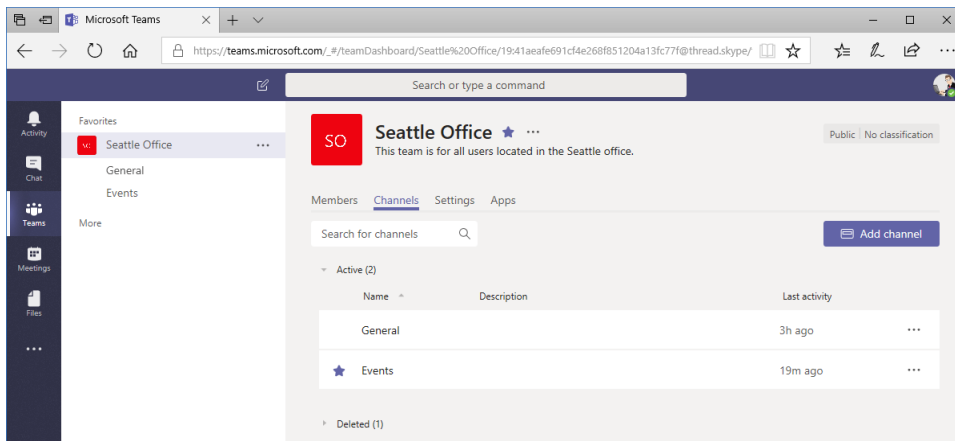 Microsoft Teams
https://teams.microsoft.com/_#/teamDashboard/Seattle%20Office/19:41aeafe691cf4e268f851204a13fc77f@thread.skype/
Search or type a command
Activity
Chat
Teams
Meetings
Files
Favorites
Seattle Office
General
Events
More
SO
Seattle Office
This team is for all users located in the Seattle office.
Public No classification
Members Channels Settings Apps
Search for channels
Add channel
Active (2)
Name Description Last activity
General 3h ago
Events 19m ago
Deleted (1)